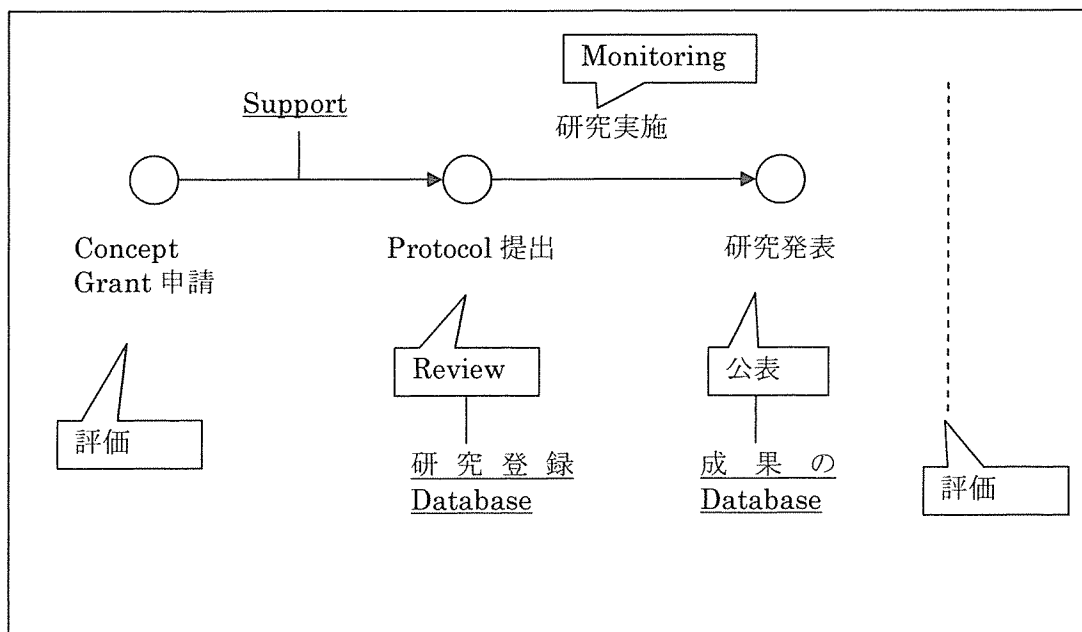 Monitoring
Support
研究実施
Concept
Grant 申請
Protocol 提出
研究発表
評価
Review
公表
研究登録
Database
成果の
Database
評価